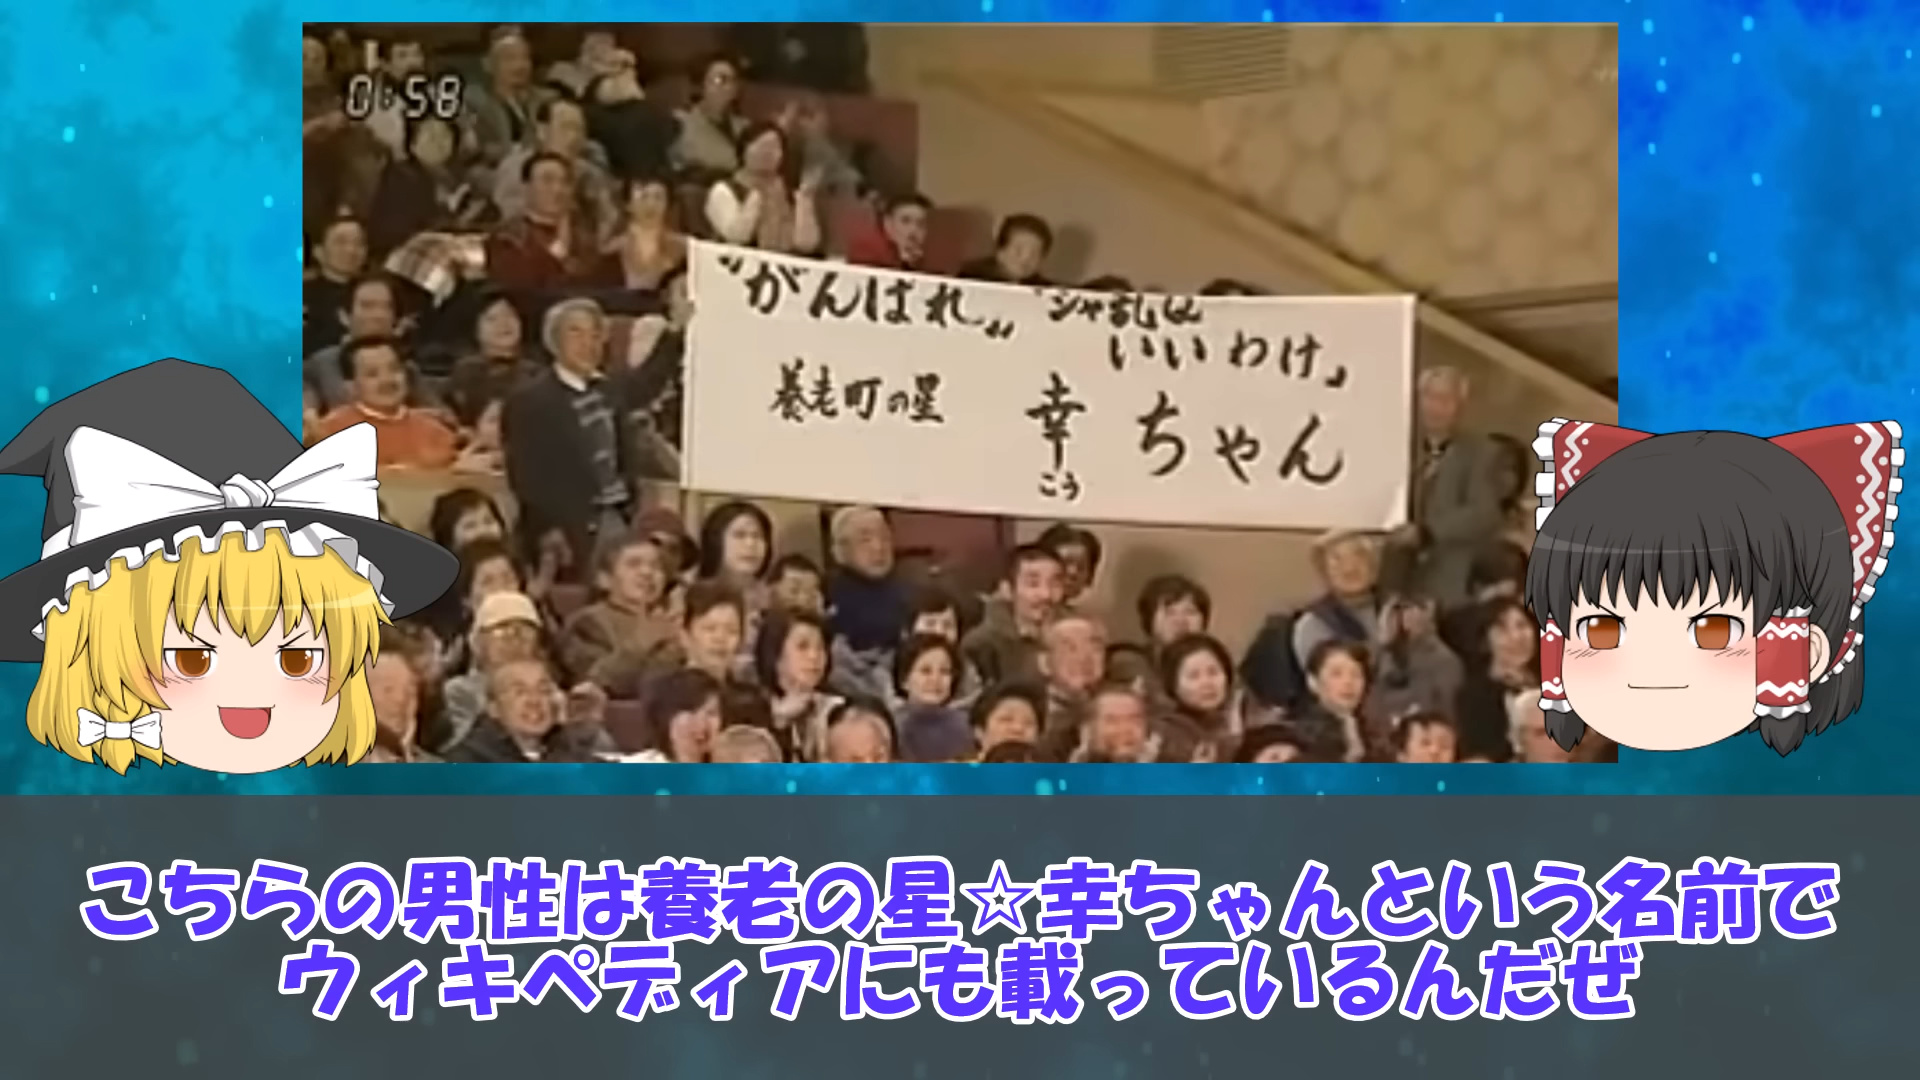 0:58
"がんばれ"
「シャ乱Qは
いいわけ」
養老町の星 幸ちゃん
こう
こちらの男性は養老の星☆幸ちゃんという名前で
ウィキペディアにも載っているんだぜ